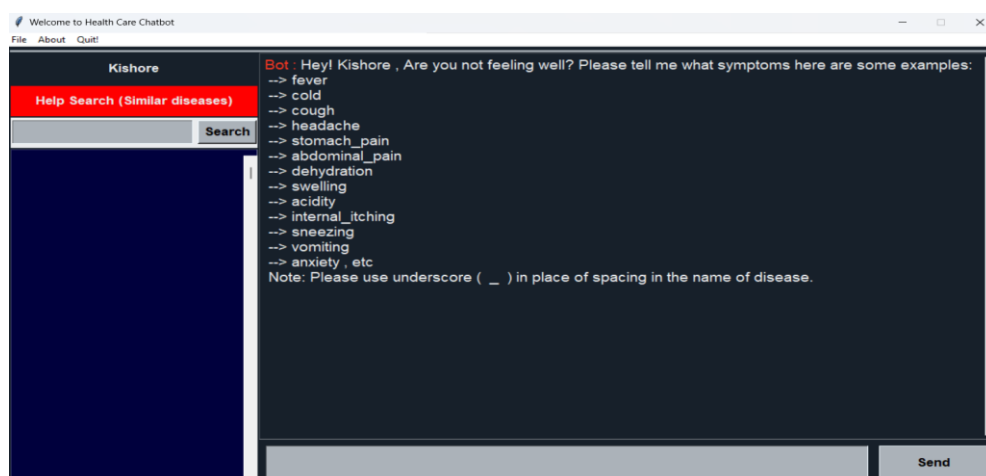 Welcome to Health Care Chatbot
File About Quit!
Kishore
Help Search (Similar diseases)
Search
Bot : Hey! Kishore , Are you not feeling well? Please tell me what symptoms here are some examples:
--> fever
--> cold
--> cough
--> headache
--> stomach_pain
--> abdominal_pain
--> dehydration
--> swelling
--> acidity
--> internal_itching
--> sneezing
--> vomiting
--> anxiety , etc
Note: Please use underscore ( _ ) in place of spacing in the name of disease.
Send